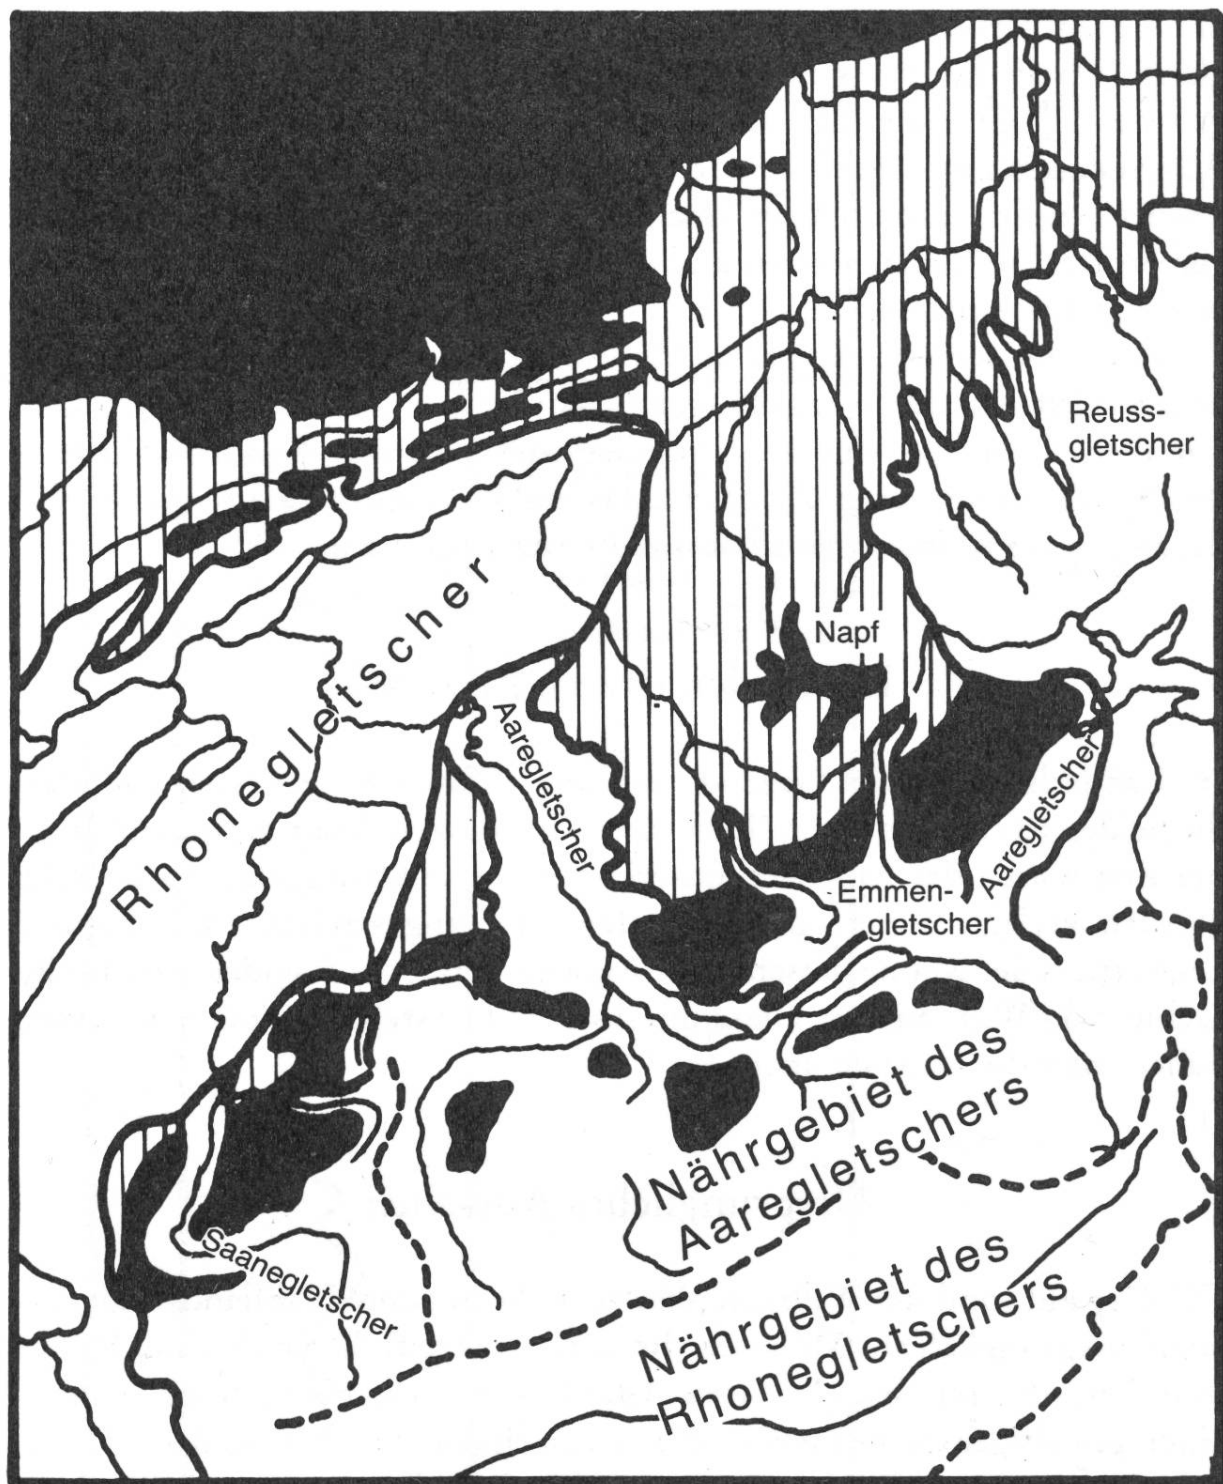 Reuss-
gletscher
Napf
Rhonegletscher
Aaregletscher
Aaregletscher
Emmen-
gletscher
Nährgebiet des
Aaregletschers
Saanegletscher
Nährgebiet des
Rhonegletschers